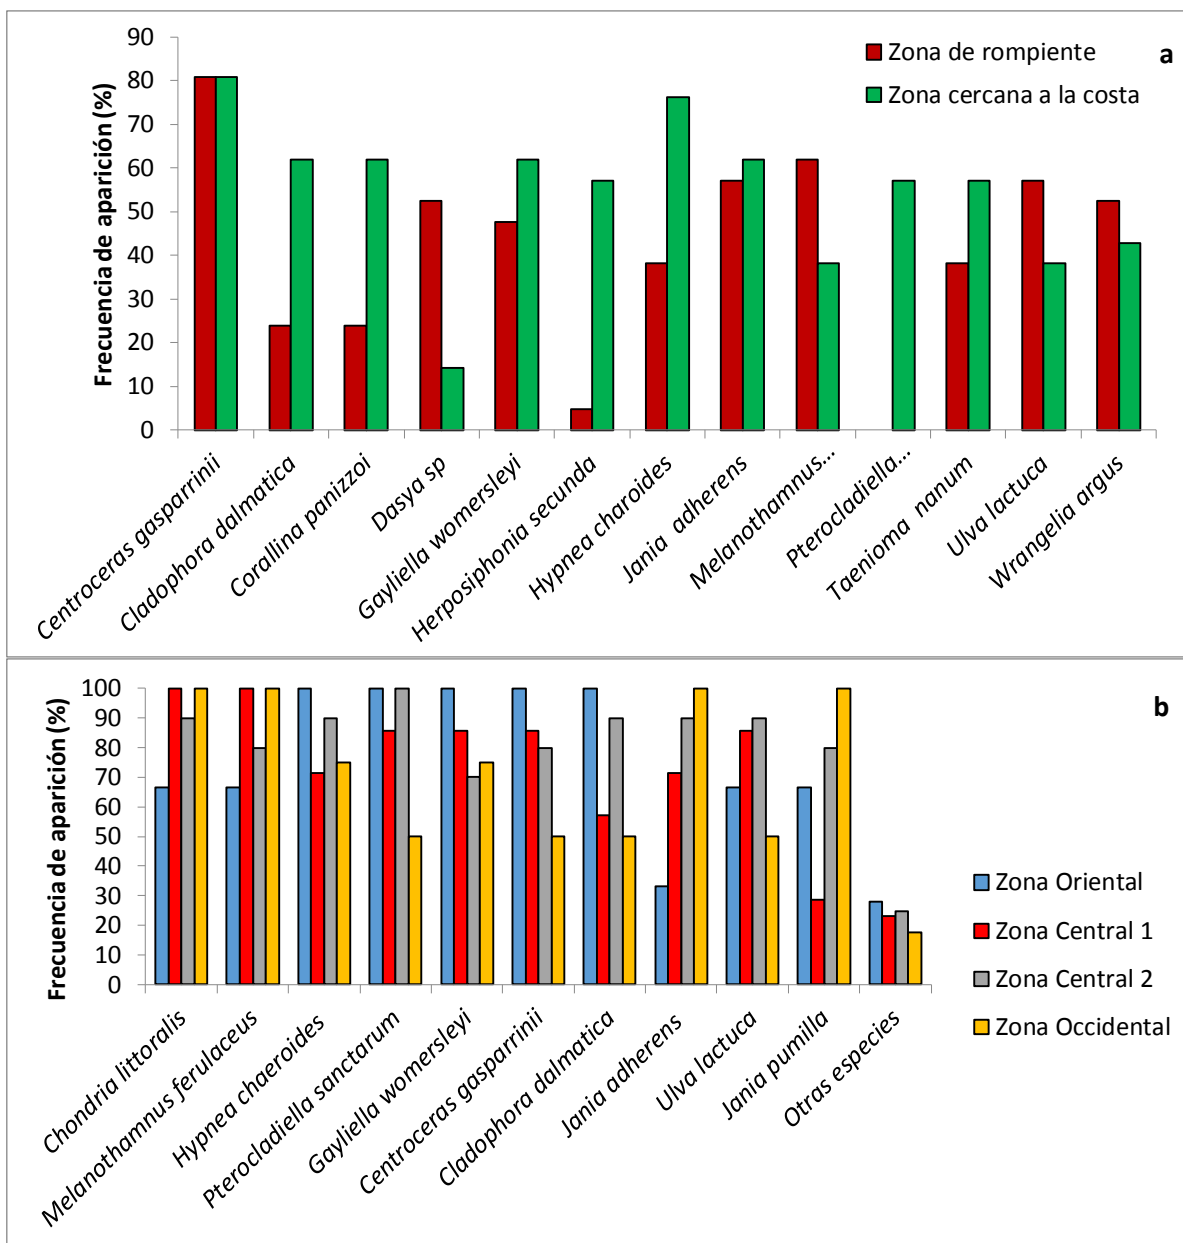 Frecuencia de aparición (%)
90
80
70
60
50
40
30
20
10
0
Zona de rompiente
Zona cercana a la costa
a
Centroceras gasparrinii
Cladophora dalmatica
Corallina panizzoi
Dasya sp
Gayliella womersleyi
Herposiphonia secunda
Hypnea charoides
Jania adherens
Melanothamnus...
Pterocladiella...
Taenioma nanum
Ulva lactuca
Wrangelia argus
Frecuencia de aparición (%)
100
90
80
70
60
50
40
30
20
10
0
b
Zona Oriental
Zona Central 1
Zona Central 2
Zona Occidental
Chondria littoralis
Melanothamnus ferulaceus
Hypnea chaeroides
Pterocladiella sanctarum
Gayliella womersleyi
Centroceras gasparrinii
Cladophora dalmatica
Jania adherens
Ulva lactuca
Jania pumilla
Otras especies